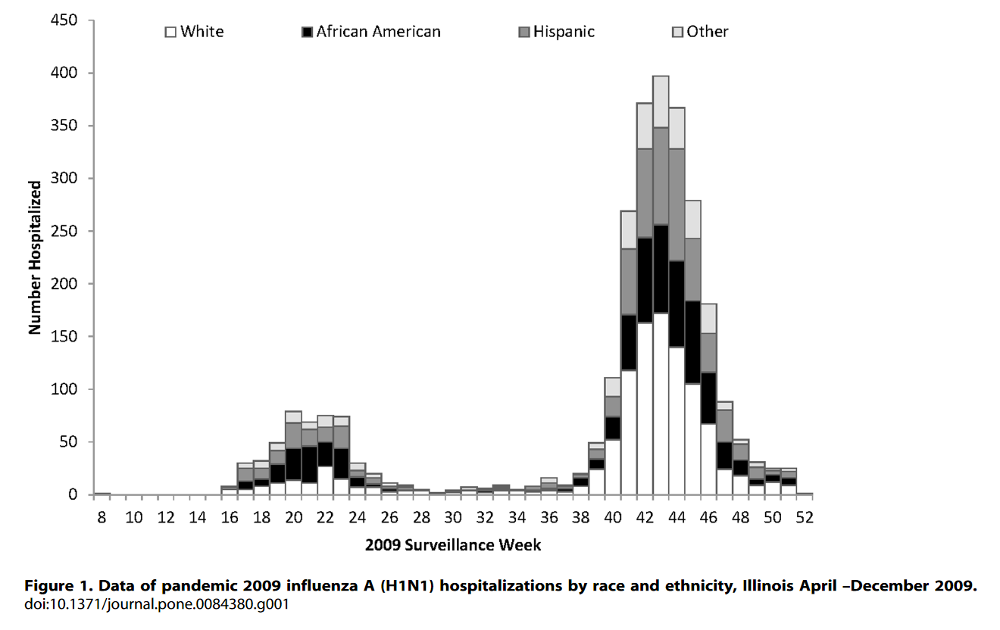 450
White African American Hispanic Other
400
350
300
250
200
150
100
50
0
Number Hospitalized
8 10 12 14 16 18 20 22 24 26 28 30 32 34 36 38 40 42 44 46 48 50 52
2009 Surveillance Week
Figure 1. Data of pandemic 2009 influenza A (H1N1) hospitalizations by race and ethnicity, Illinois April –December 2009.
doi:10.1371/journal.pone.0084380.g001